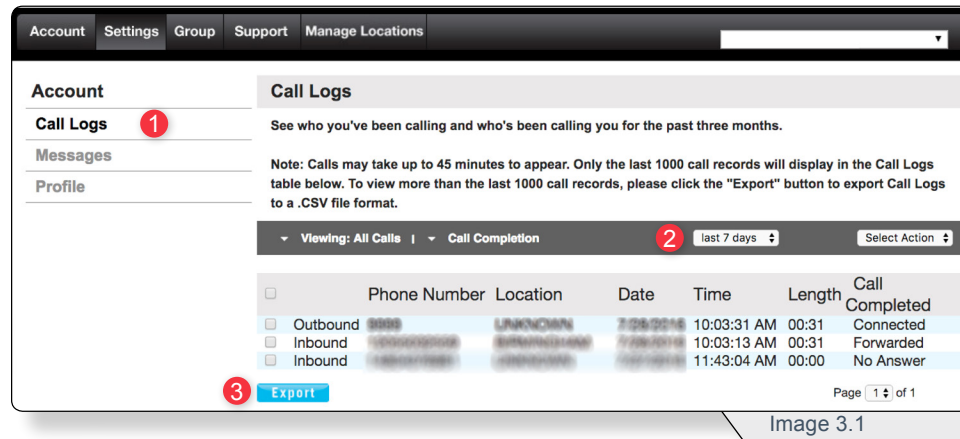 Account Settings Group Support Manage Locations
Account
Call Logs 1
Messages
Profile
Call Logs
See who you've been calling and who's been calling you for the past three months.
Note: Calls may take up to 45 minutes to appear. Only the last 1000 call records will display in the Call Logs
table below. To view more than the last 1000 call records, please click the "Export" button to export Call Logs
to a .CSV file format.
Viewing: All Calls | Call Completion 2 last 7 days Select Action
Phone Number Location Date Time Length Call Completed
Outbound 10:03:31 AM 00:31 Connected
Inbound 10:03:13 AM 00:31 Forwarded
Inbound 11:43:04 AM 00:00 No Answer
3 Export Page 1 of 1
Image 3.1